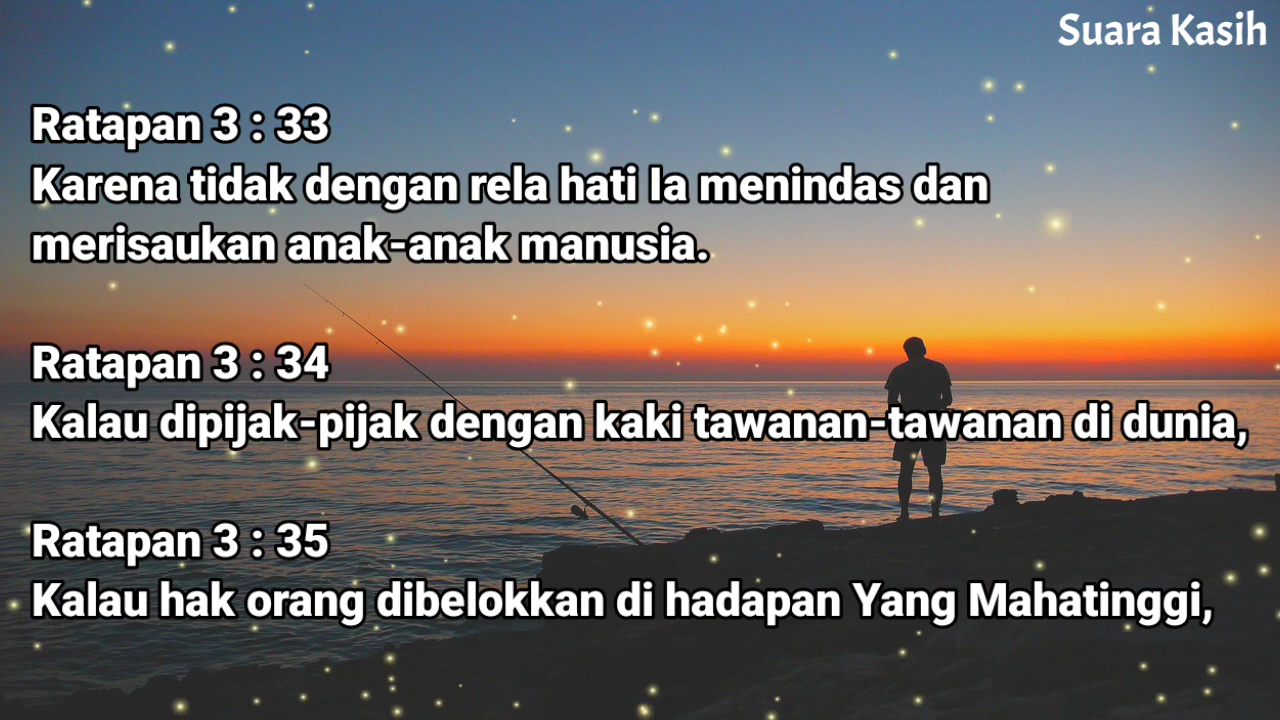 Suara Kasih
Ratapan 3 : 33
Karena tidak dengan rela hati Ia menindas dan
merisaukan anak-anak manusia.
Ratapan 3 : 34
Kalau dipijak-pijak dengan kaki tawanan-tawanan di dunia,
Ratapan 3 : 35
Kalau hak orang dibelokkan di hadapan Yang Mahatinggi,